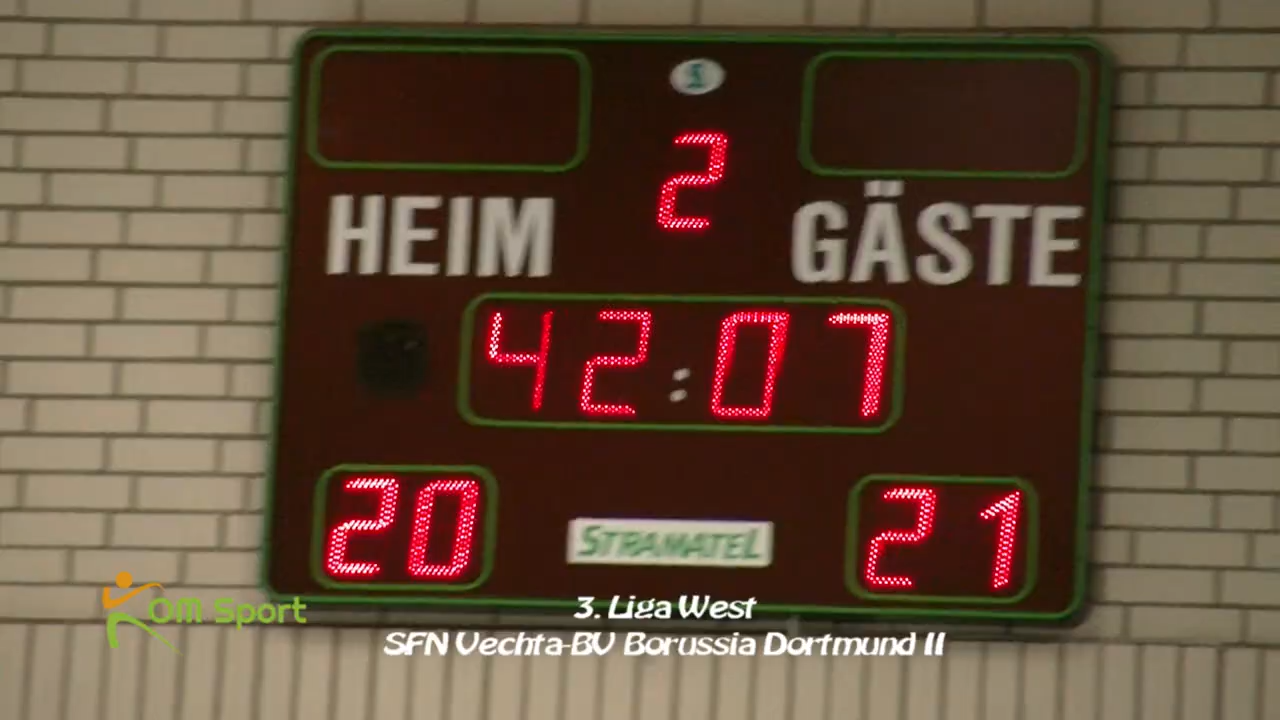 2
HEIM
GÄSTE
42:07
20
21
STRAMATEL
OM Sport
3. Liga West
SFN Vechta-BV Borussia Dortmund II